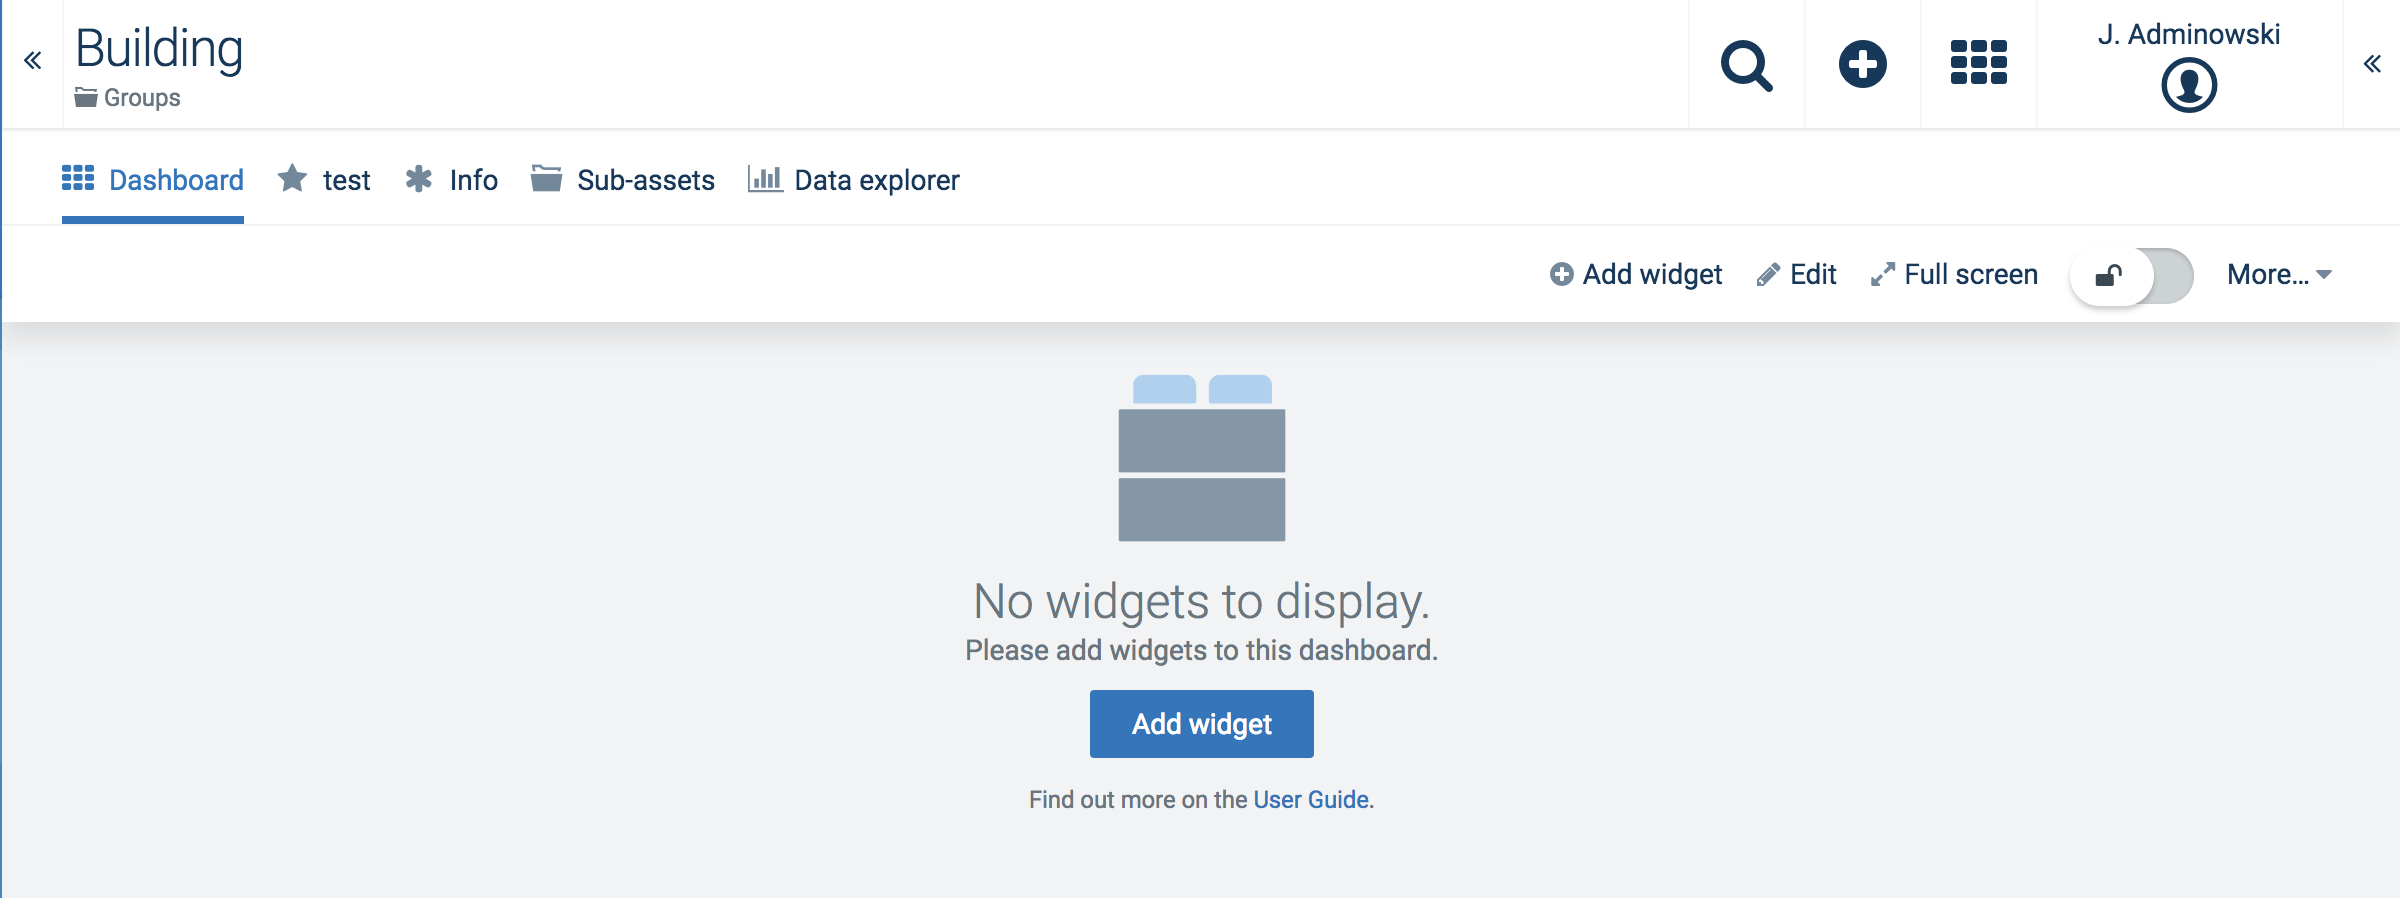 Building
Groups
J. Adminowski
Dashboard test Info Sub-assets Data explorer
Add widget Edit Full screen More...
No widgets to display.
Please add widgets to this dashboard.
Add widget
Find out more on the User Guide.